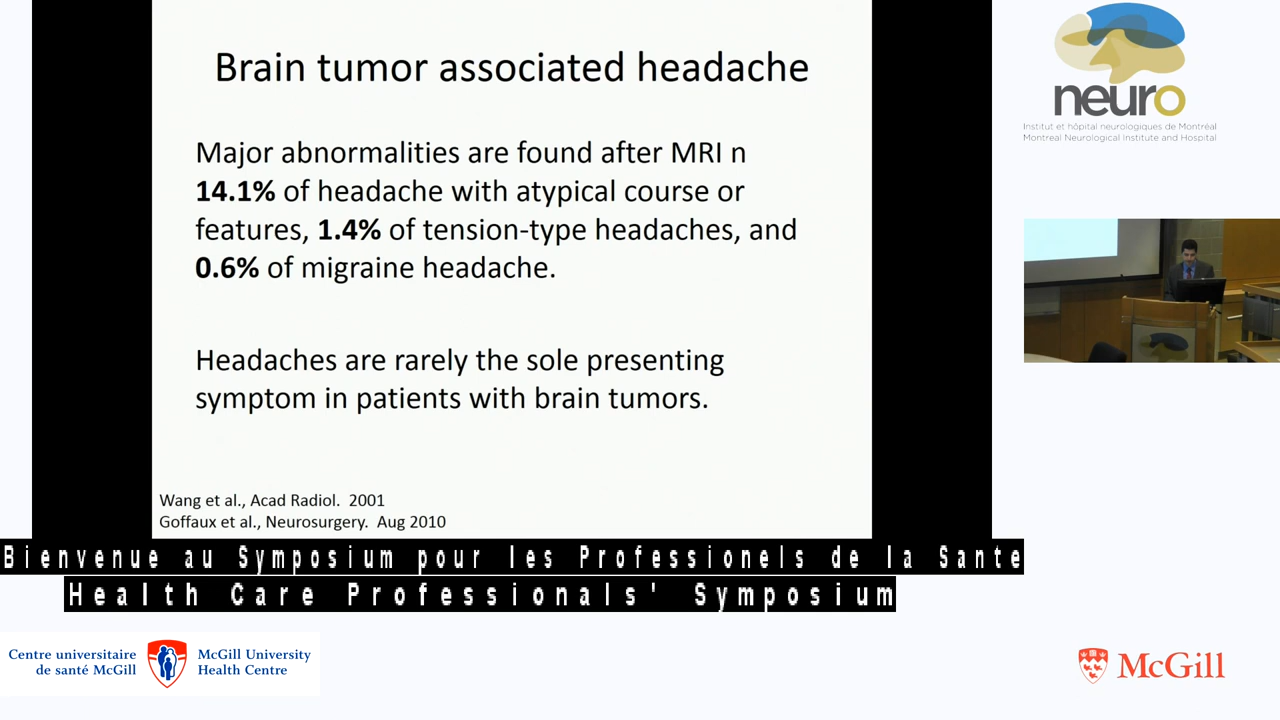 Brain tumor associated headache
Major abnormalities are found after MRI n
14.1% of headache with atypical course or
features, 1.4% of tension-type headaches, and
0.6% of migraine headache.
Headaches are rarely the sole presenting
symptom in patients with brain tumors.
Wang et al., Acad Radiol. 2001
Goffaux et al., Neurosurgery. Aug 2010
neuro
Institut et hôpital neurologiques de Montréal
Montreal Neurological Institute and Hospital
Bienvenue au Symposium pour les Professionels de la Sante
Health Care Professionals' Symposium
Centre universitaire
de santé McGill
McGill University
Health Centre
McGill